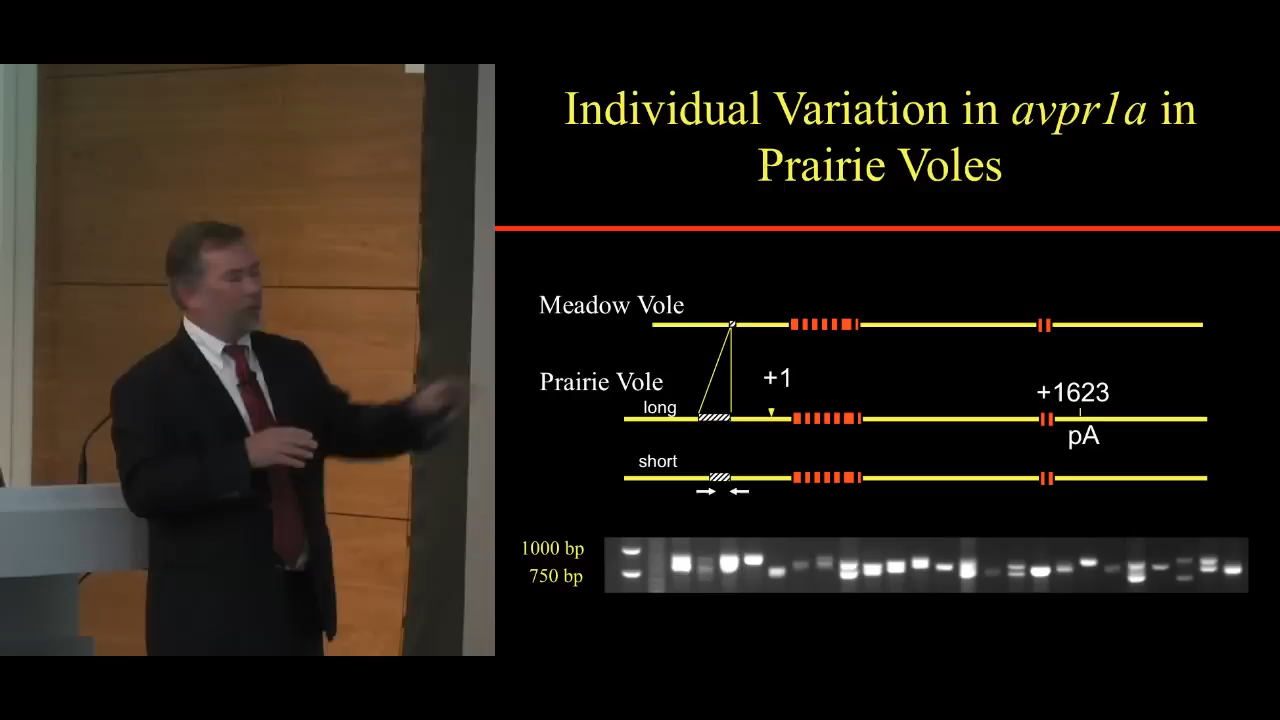 Individual Variation in avpr1a in
Prairie Voles
Meadow Vole
Prairie Vole
+1
long
+1623
pA
short
1000 bp
750 bp